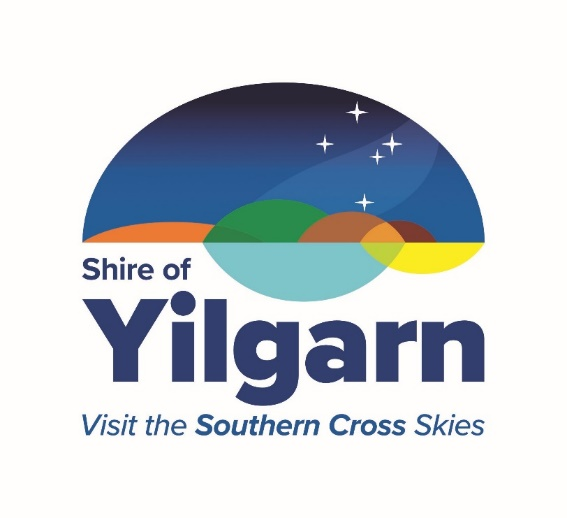 Shire of
Yilgarn
Visit the Southern Cross Skies